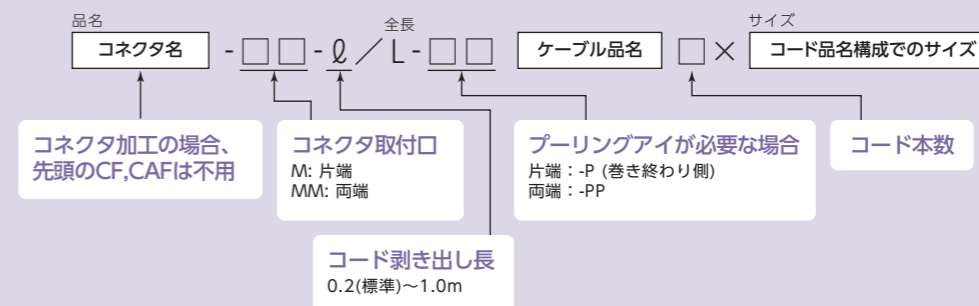 品名
全長
サイズ
コネクタ名 -□□-ℓ/L-□□ ケーブル品名 □× コード品名構成でのサイズ
コネクタ加工の場合、
先頭のCF,CAFは不用
コネクタ取付口
M: 片端
MM: 両端
プーリングアイが必要な場合
片端:-P (巻き終わり側)
両端:-PP
コード本数
コード剥き出し長
0.2(標準)~1.0m